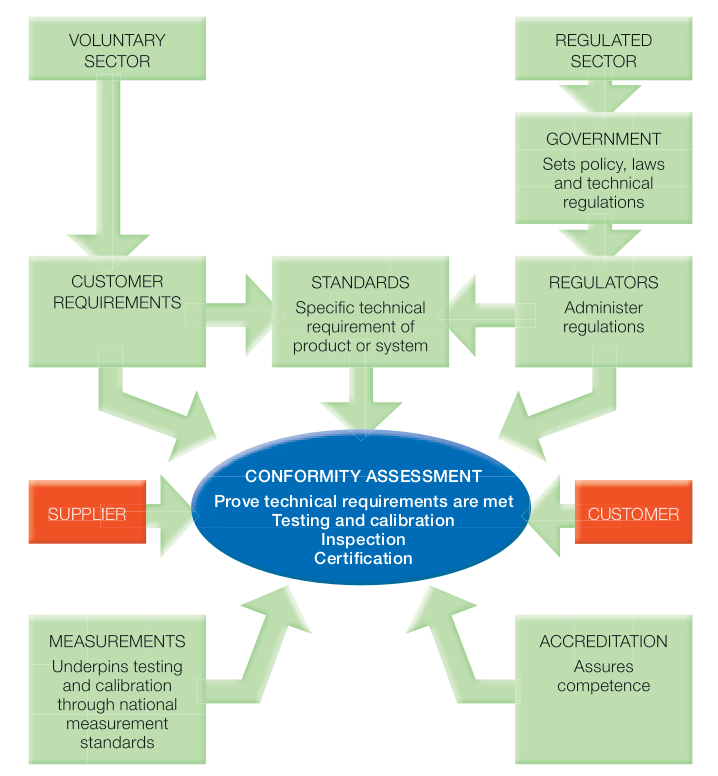 VOLUNTARY
SECTOR
REGULATED
SECTOR
GOVERNMENT
Sets policy, laws
and technical
regulations
CUSTOMER
REQUIREMENTS
STANDARDS
Specific technical
requirement of
product or system
REGULATORS
Administer
regulations
CONFORMITY ASSESSMENT
Prove technical requirements are met
Testing and calibration
Inspection
Certification
SUPPLIER
CUSTOMER
MEASUREMENTS
Underpins testing
and calibration
through national
measurement
standards
ACCREDITATION
Assures
competence